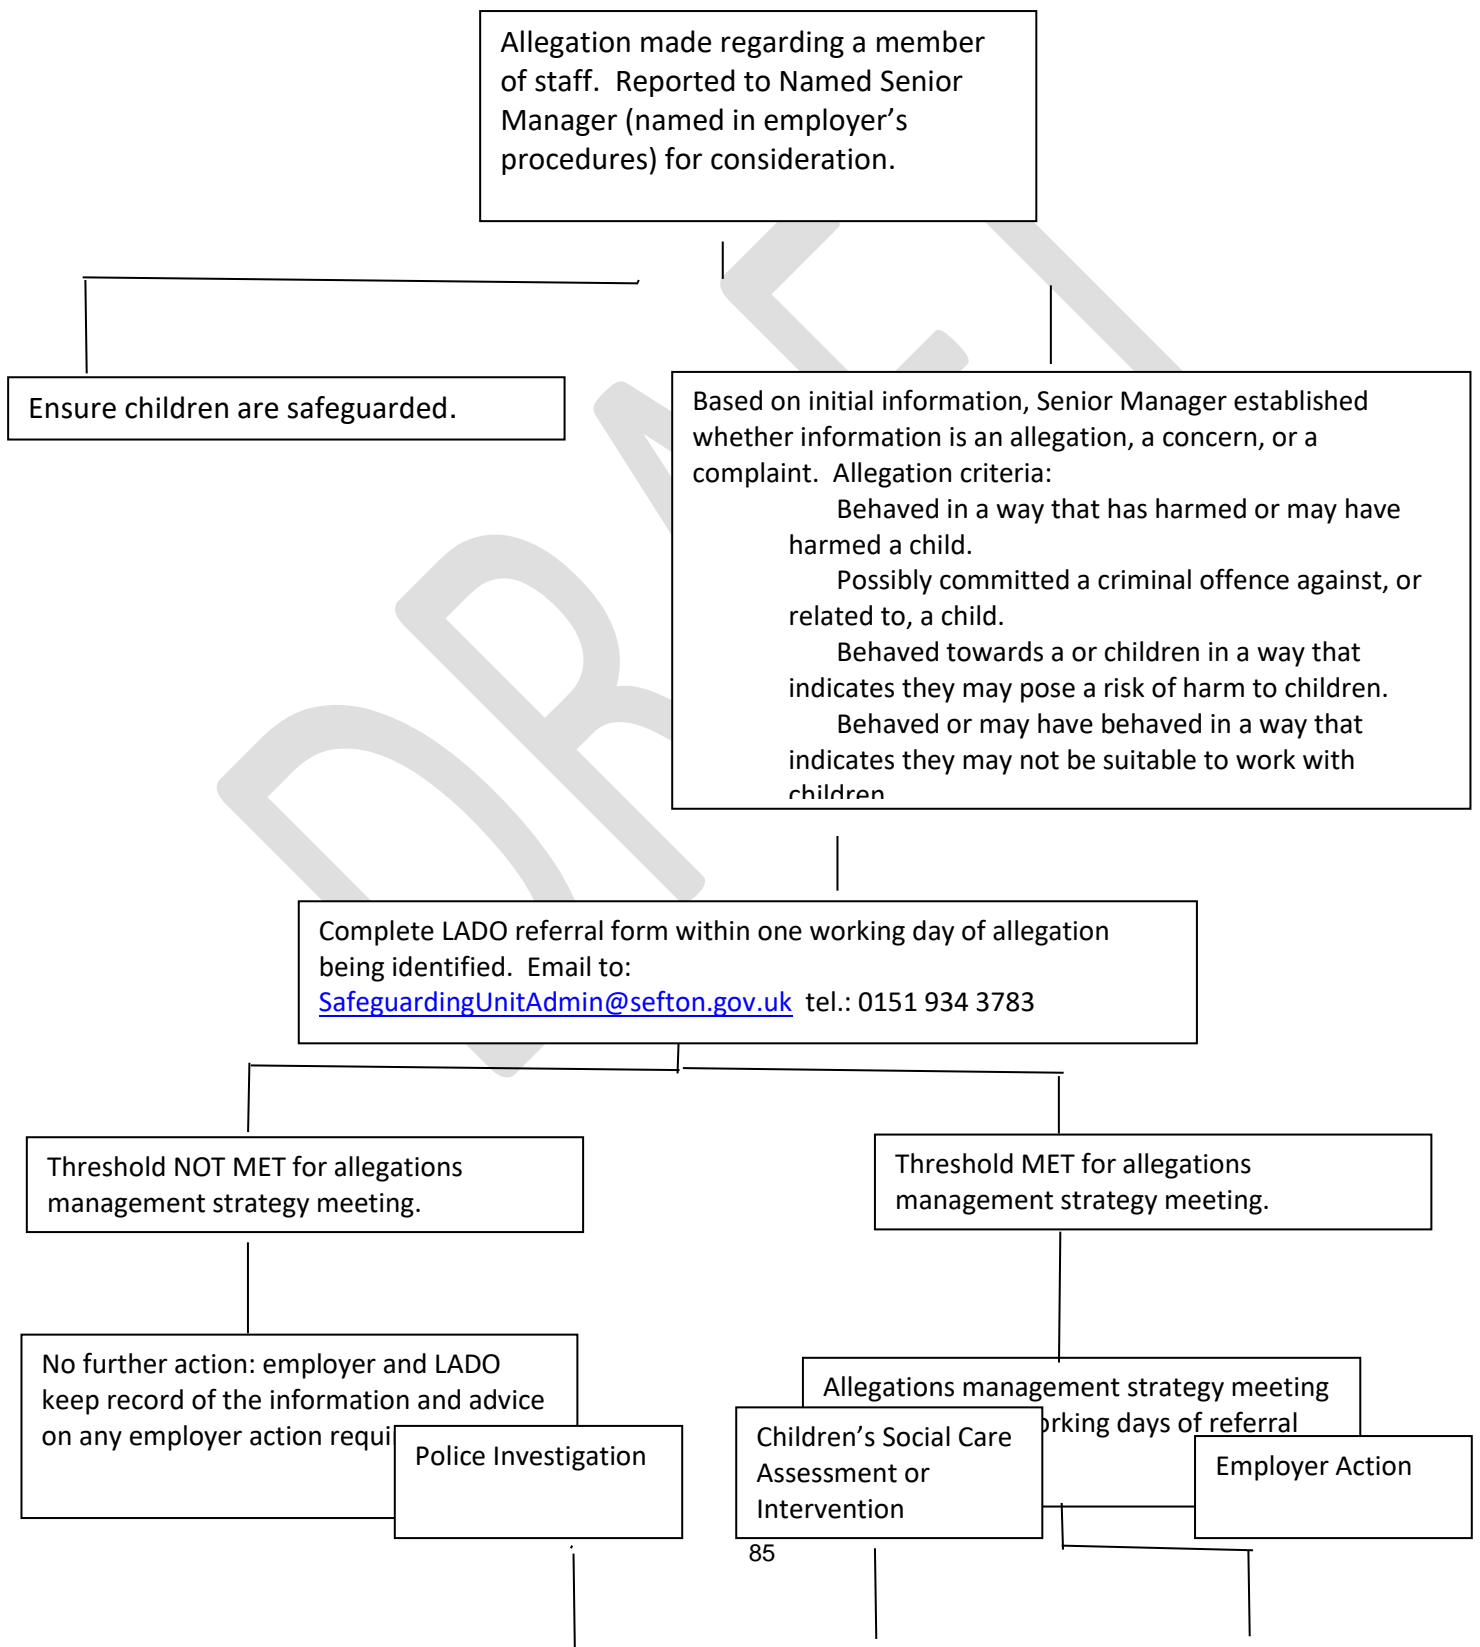 Allegation made regarding a member
of staff.  Reported to Named Senior
Manager (named in employer’s
procedures) for consideration.
Ensure children are safeguarded.
Based on initial information, Senior Manager established
whether information is an allegation, a concern, or a
complaint.  Allegation criteria:
Behaved in a way that has harmed or may have
harmed a child.
Possibly committed a criminal offence against, or
related to, a child.
Behaved towards a or children in a way that
indicates they may pose a risk of harm to children.
Behaved or may have behaved in a way that
indicates they may not be suitable to work with
children
DRAFT
Complete LADO referral form within one working day of allegation
being identified.  Email to:
SafeguardingUnitAdmin@sefton.gov.uk  tel.: 0151 934 3783
Threshold NOT MET for allegations
management strategy meeting.
Threshold MET for allegations
management strategy meeting.
No further action: employer and LADO
keep record of the information and advice
on any employer action
Police Investigation
Allegations management strategy meeting
days of referral
Children’s Social Care
Assessment or
Intervention
Employer Action
85